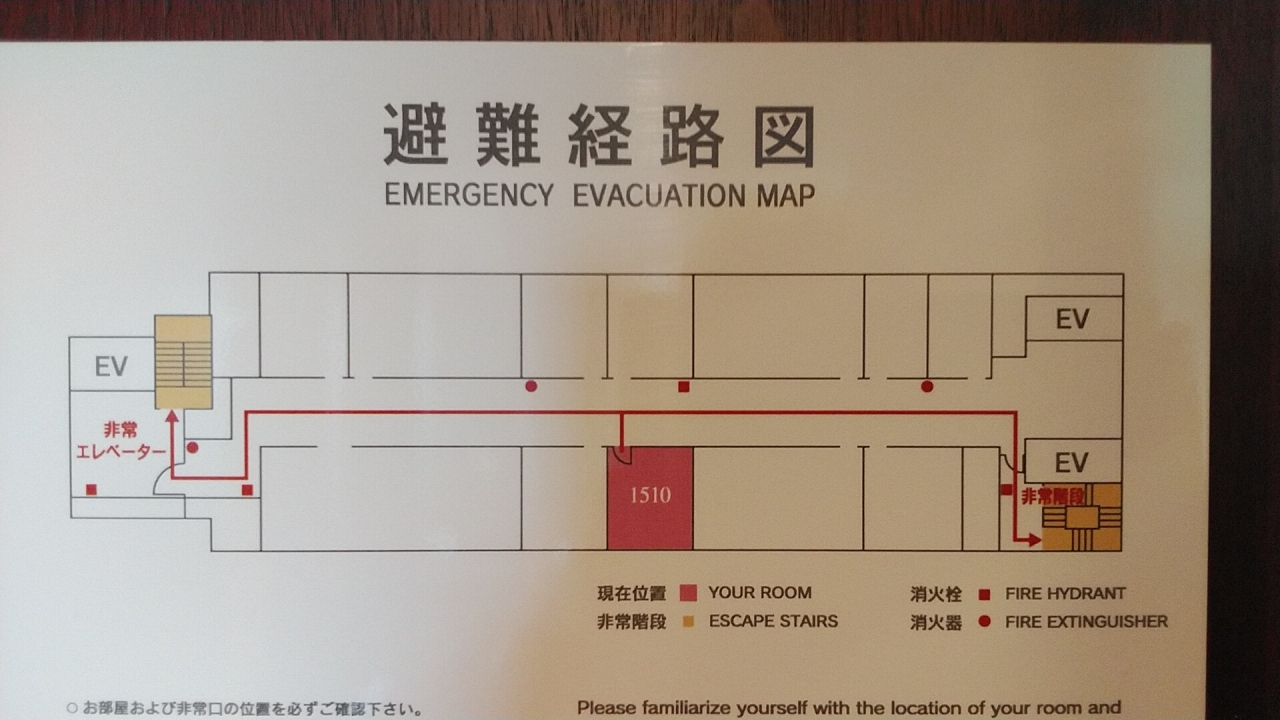 避難経路図
EMERGENCY EVACUATION MAP
EV
EV
非常
エレベーター
EV
1510
非常階段
現在位置 YOUR ROOM
消火栓 FIRE HYDRANT
非常階段 ESCAPE STAIRS
消火器 FIRE EXTINGUISHER
○ お部屋および非常口の位置を必ずご確認下さい。
Please familiarize yourself with the location of your room and